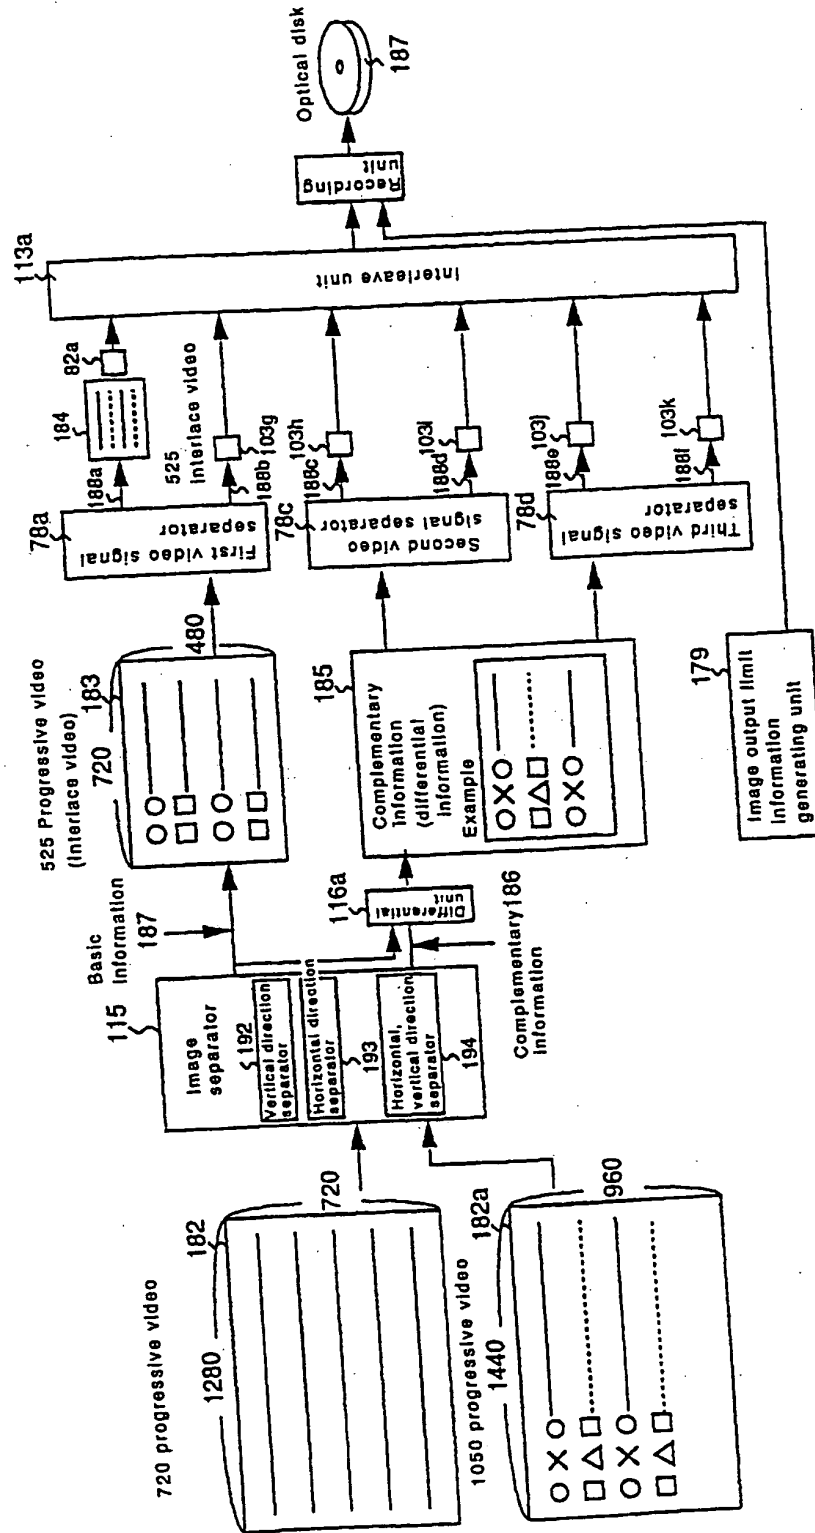 720 progressive video
1280
182
720
1050 progressive video
1440
182a
960
○×○
□△□
○×○
□△□
115
Image
separator
192
Vertical direction
separator
Horizontal direction
separator
193
Horizontal,
vertical direction
separator
194
Basic
Information
187
Complementary186
Information
116a
Differential
unit
525 Progressive video
(Interlace video)
720
183
480
○○
□□
○○
□□
185
Complementary
Information
(differential
Information)
Example
○×○
□△□
○×○
179
Image output limit
Information
generating unit
78a
First video signal
separator
78c
Second video
signal separator
78d
Third video signal
separator
188a
184
82a
188b
103g
525
Interlace video
188c
103h
188d
103i
188e
103j
188f
103k
113a
Interleave unit
Recording
unit
Optical disk
187